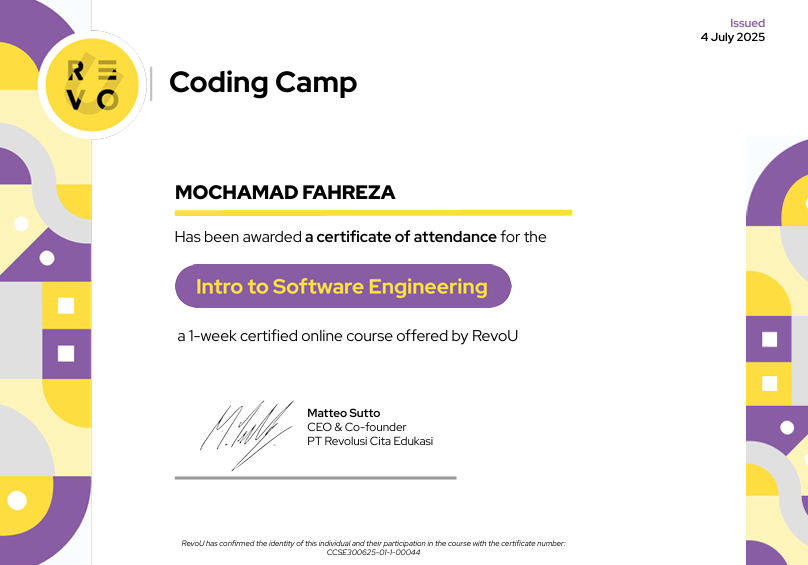 Issued
4 July 2025
R E
V O
Coding Camp
MOCHAMAD FAHREZA
Has been awarded a certificate of attendance for the
Intro to Software Engineering
a 1-week certified online course offered by RevoU
Matteo Sutto
CEO & Co-founder
PT Revolusi Cita Edukasi
RevoU has confirmed the identity of this individual and their participation in the course with the certificate number:
CCSE300625-01-1-00044